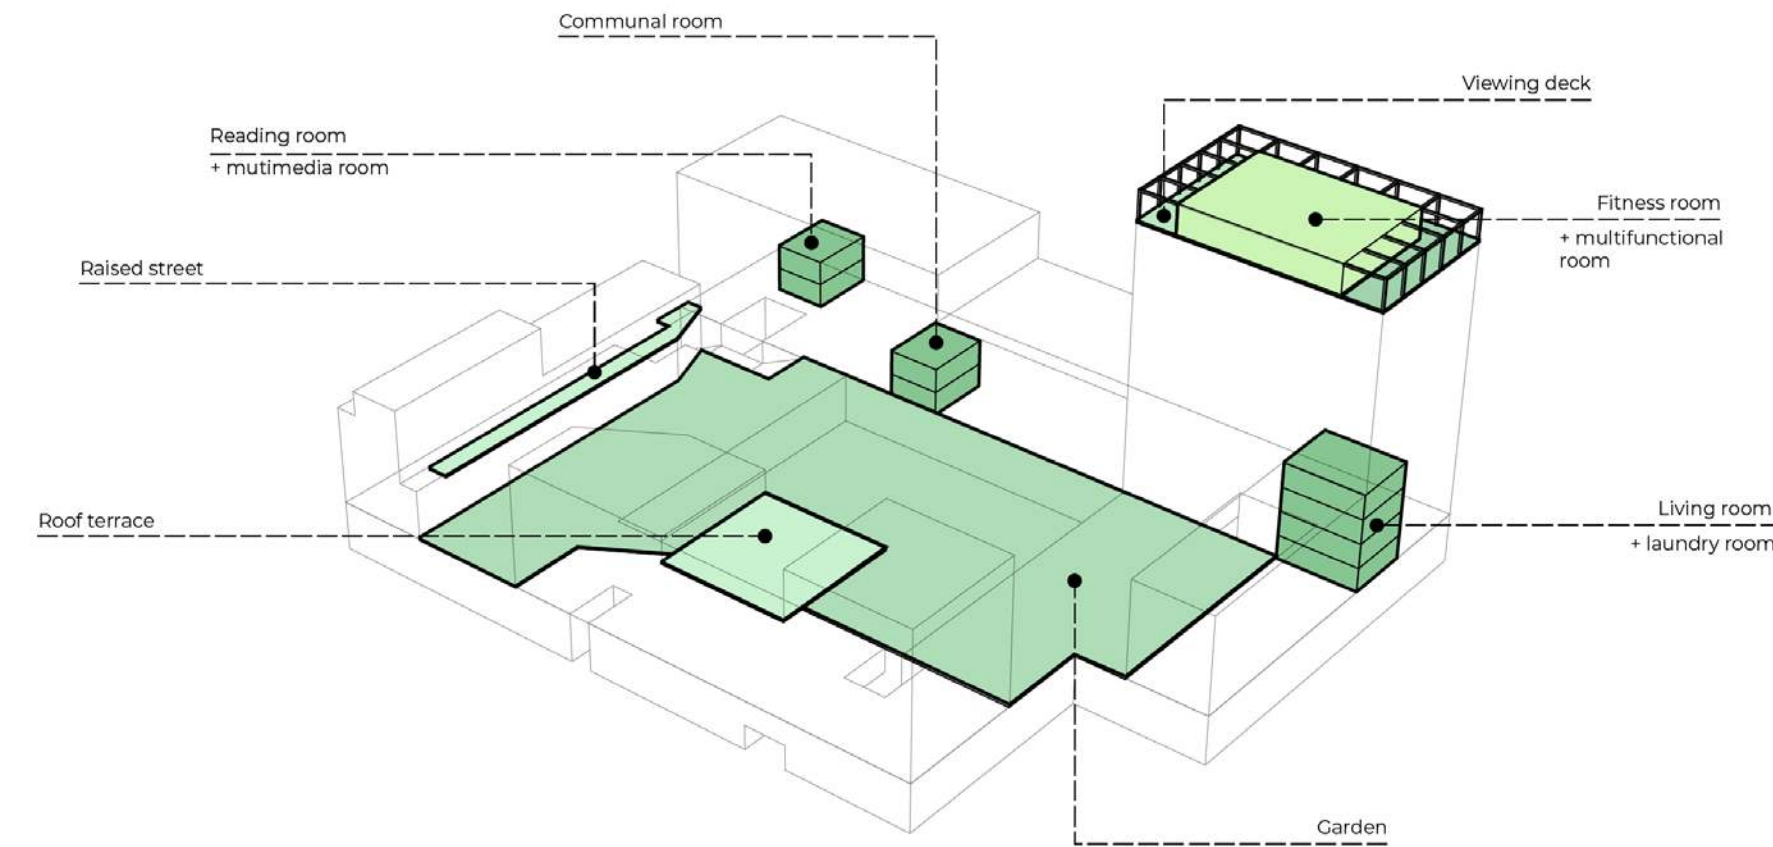 Communal room
Viewing deck
Reading room
+ mutimedia room
Fitness room
+ multifunctional
room
Raised street
Roof terrace
Living room
+ laundry room
Garden